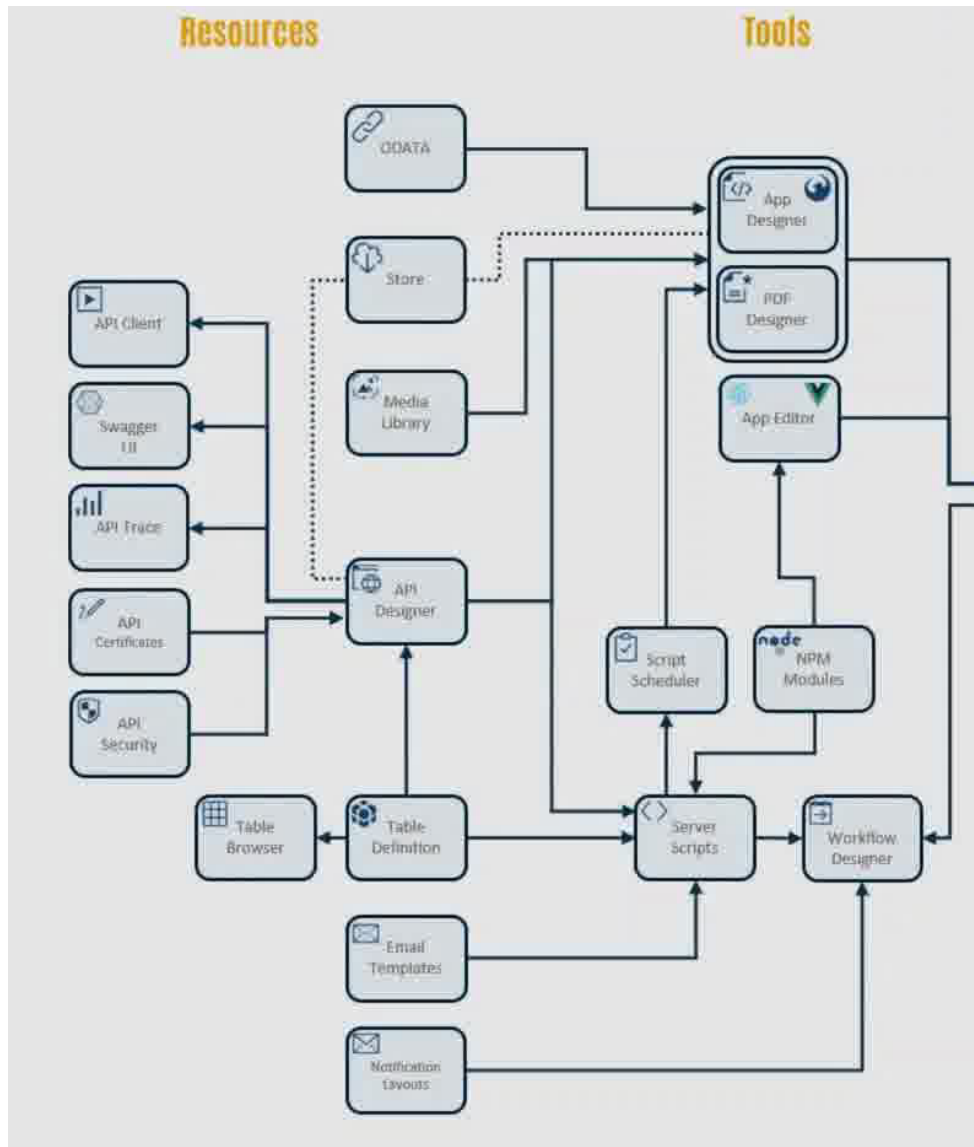 Resources
Tools
ODATA
App
Designer
Store
PDF
Designer
API Client
Media
Library
App Editor
Swagger
UI
API Trace
API
Designer
API
Certificates
Script
Scheduler
node
NPM
Modules
API
Security
Table
Browser
Table
Definition
Server
Scripts
Workflow
Designer
Email
Templates
Notification
Layouts